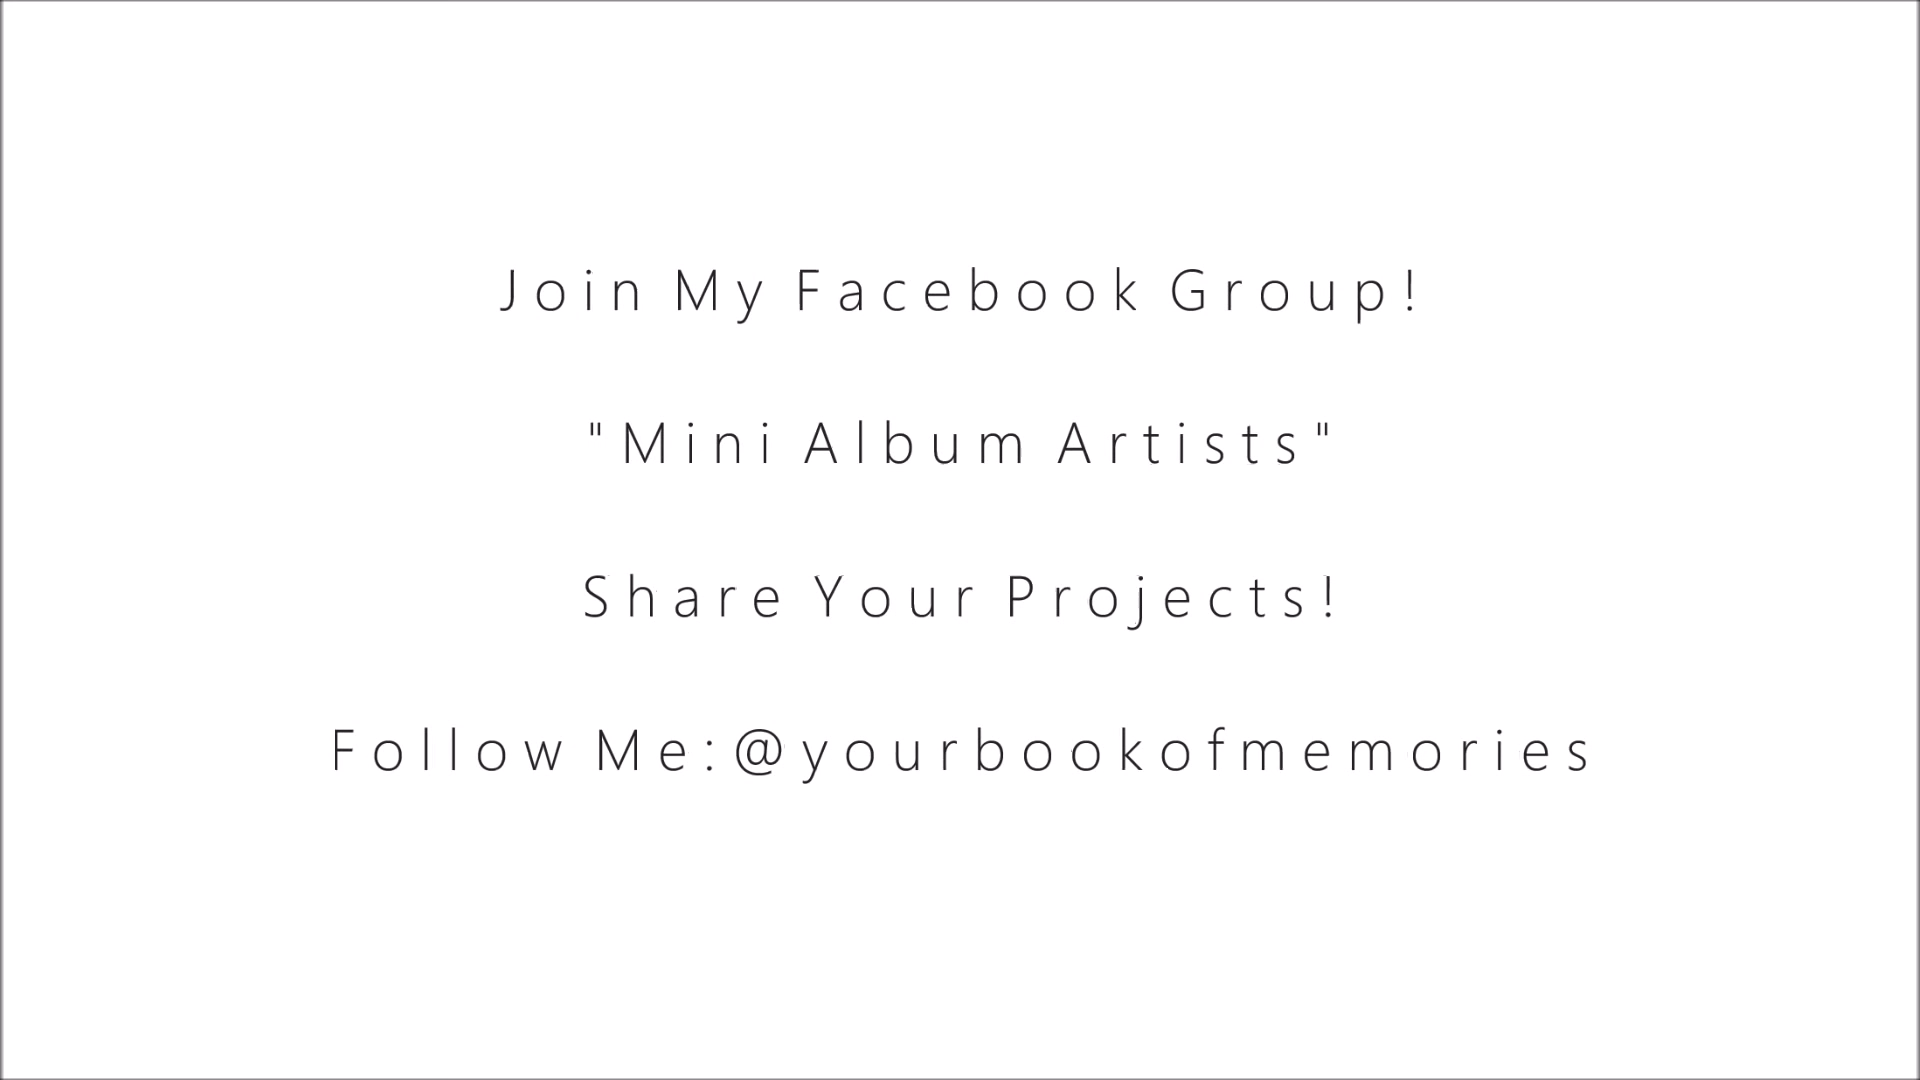 Join My Facebook Group!
"Mini Album Artists"
Share Your Projects!
Follow Me:@yourbookofmemories